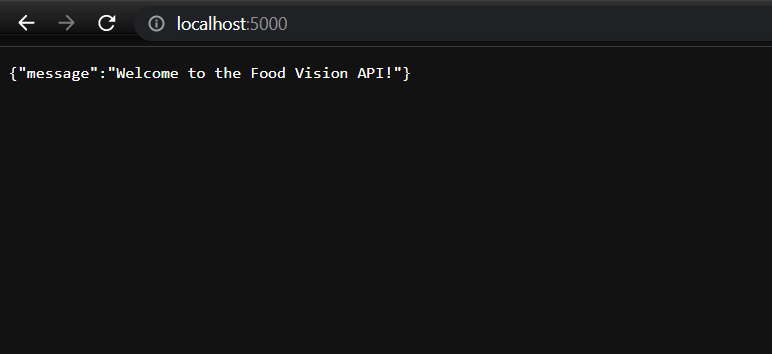 localhost:5000
{"message":"Welcome to the Food Vision API!"}